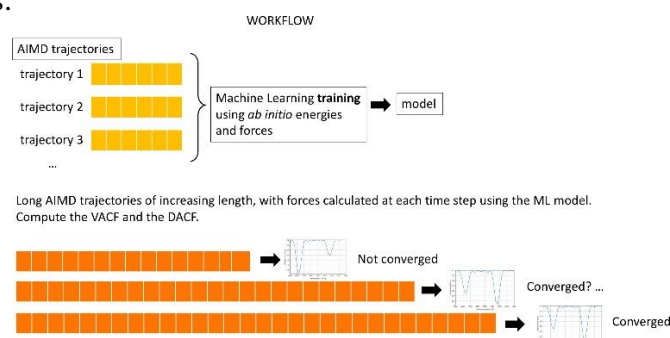 WORKFLOW
AIMD trajectories
trajectory 1
trajectory 2
trajectory 3
...
Machine Learning training
using ab initio energies
and forces
model
Long AIMD trajectories of increasing length, with forces calculated at each time step using the ML model.
Compute the VACF and the DACF.
Not converged
Converged? ...
Converged